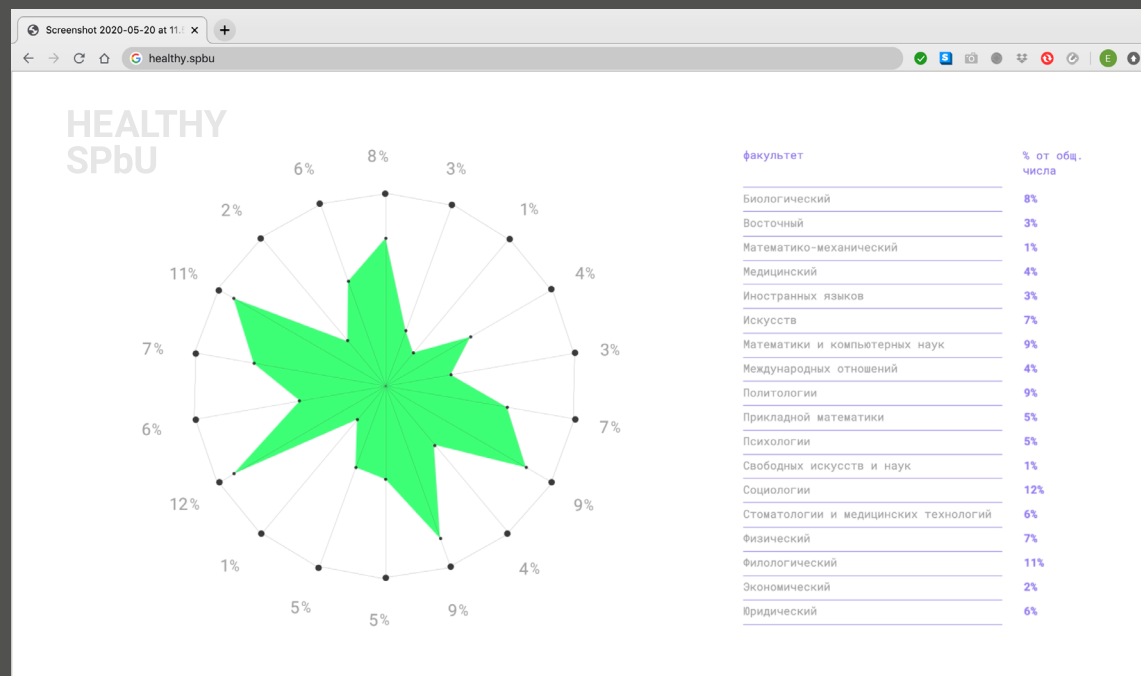 Screenshot 2020-05-20 at 11.
healthy.spbu
E
HEALTHY
SPbU
8%
3%
1%
4%
3%
7%
9%
4%
9%
5%
5%
1%
12%
6%
7%
11%
2%
6%
факультет % от общ.
числа
Биологический 8%
Восточный 3%
Математико-механический 1%
Медицинский 4%
Иностранных языков 3%
Искусств 7%
Математики и компьютерных наук 9%
Международных отношений 4%
Политологии 9%
Прикладной математики 5%
Психологии 5%
Свободных искусств и наук 1%
Социологии 12%
Стоматологии и медицинских технологий 6%
Физический 7%
Филологический 11%
Экономический 2%
Юридический 6%